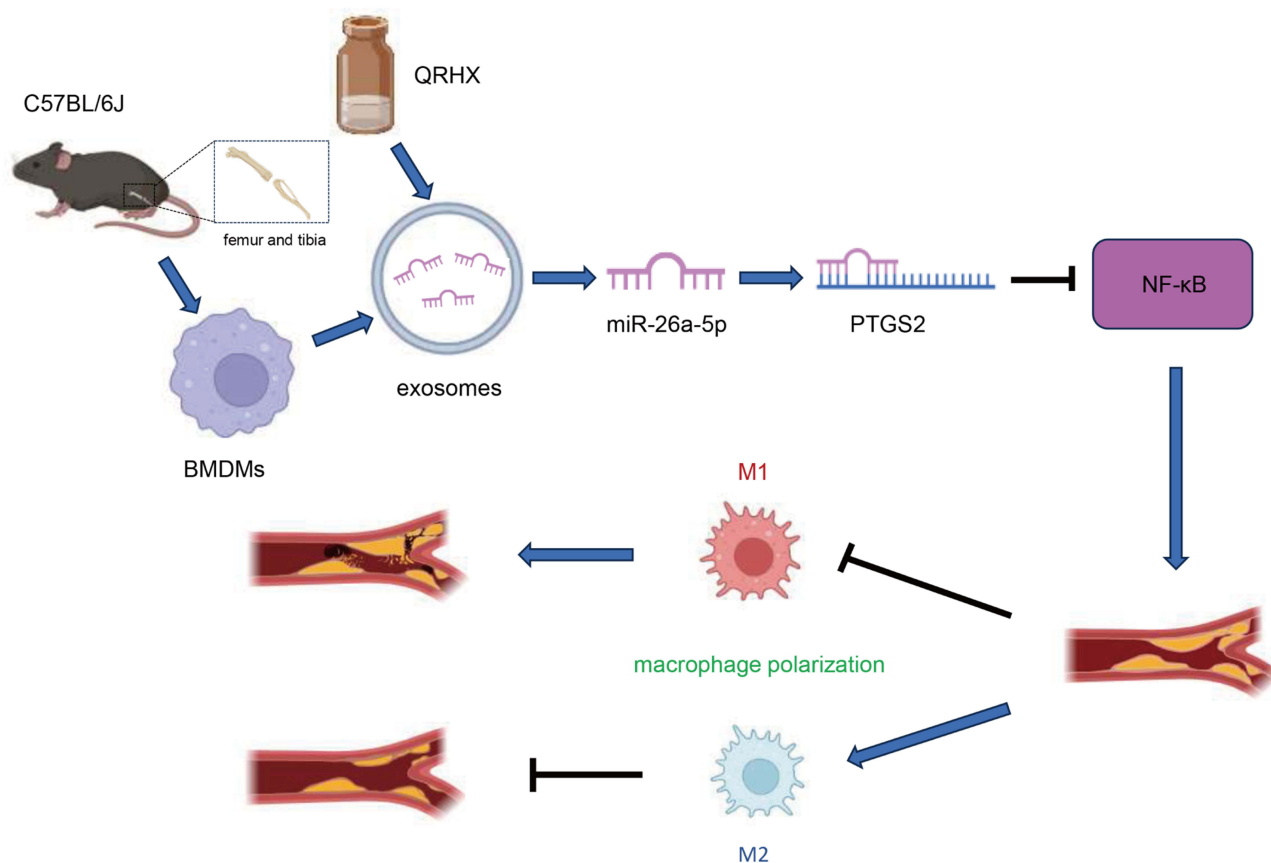 QRHX
C57BL/6J
femur and tibia
miR-26a-5p
PTGS2
NF-κB
exosomes
BMDMs
M1
macrophage polarization
M2